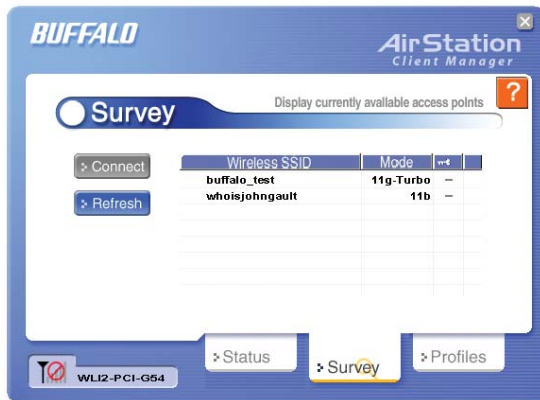 BUFFALO
AirStation
Client Manager
Survey
Display currently available access points
?
Connect
Refresh
Wireless SSID Mode
buffalo_test 11g-Turbo –
whoisjohngault 11b –
Status
Survey
Profiles
WLI2-PCI-G54